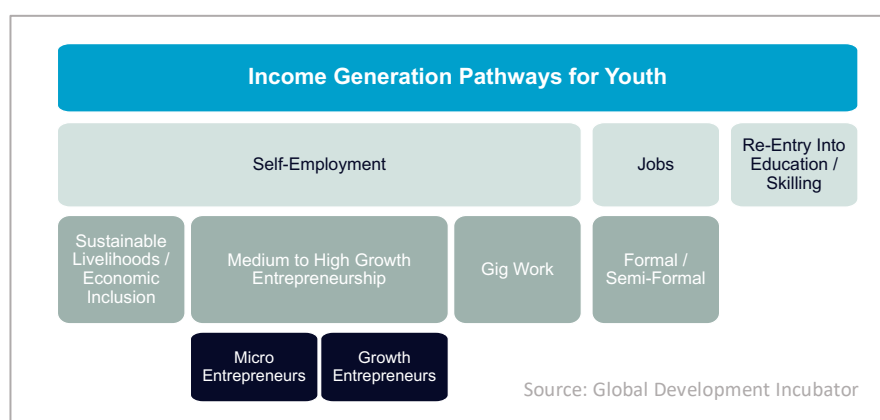 Income Generation Pathways for Youth
Self-Employment
Jobs
Re-Entry Into
Education /
Skilling
Sustainable
Livelihoods /
Economic
Inclusion
Medium to High Growth
Entrepreneurship
Gig Work
Formal /
Semi-Formal
Micro
Entrepreneurs
Growth
Entrepreneurs
Source: Global Development Incubator